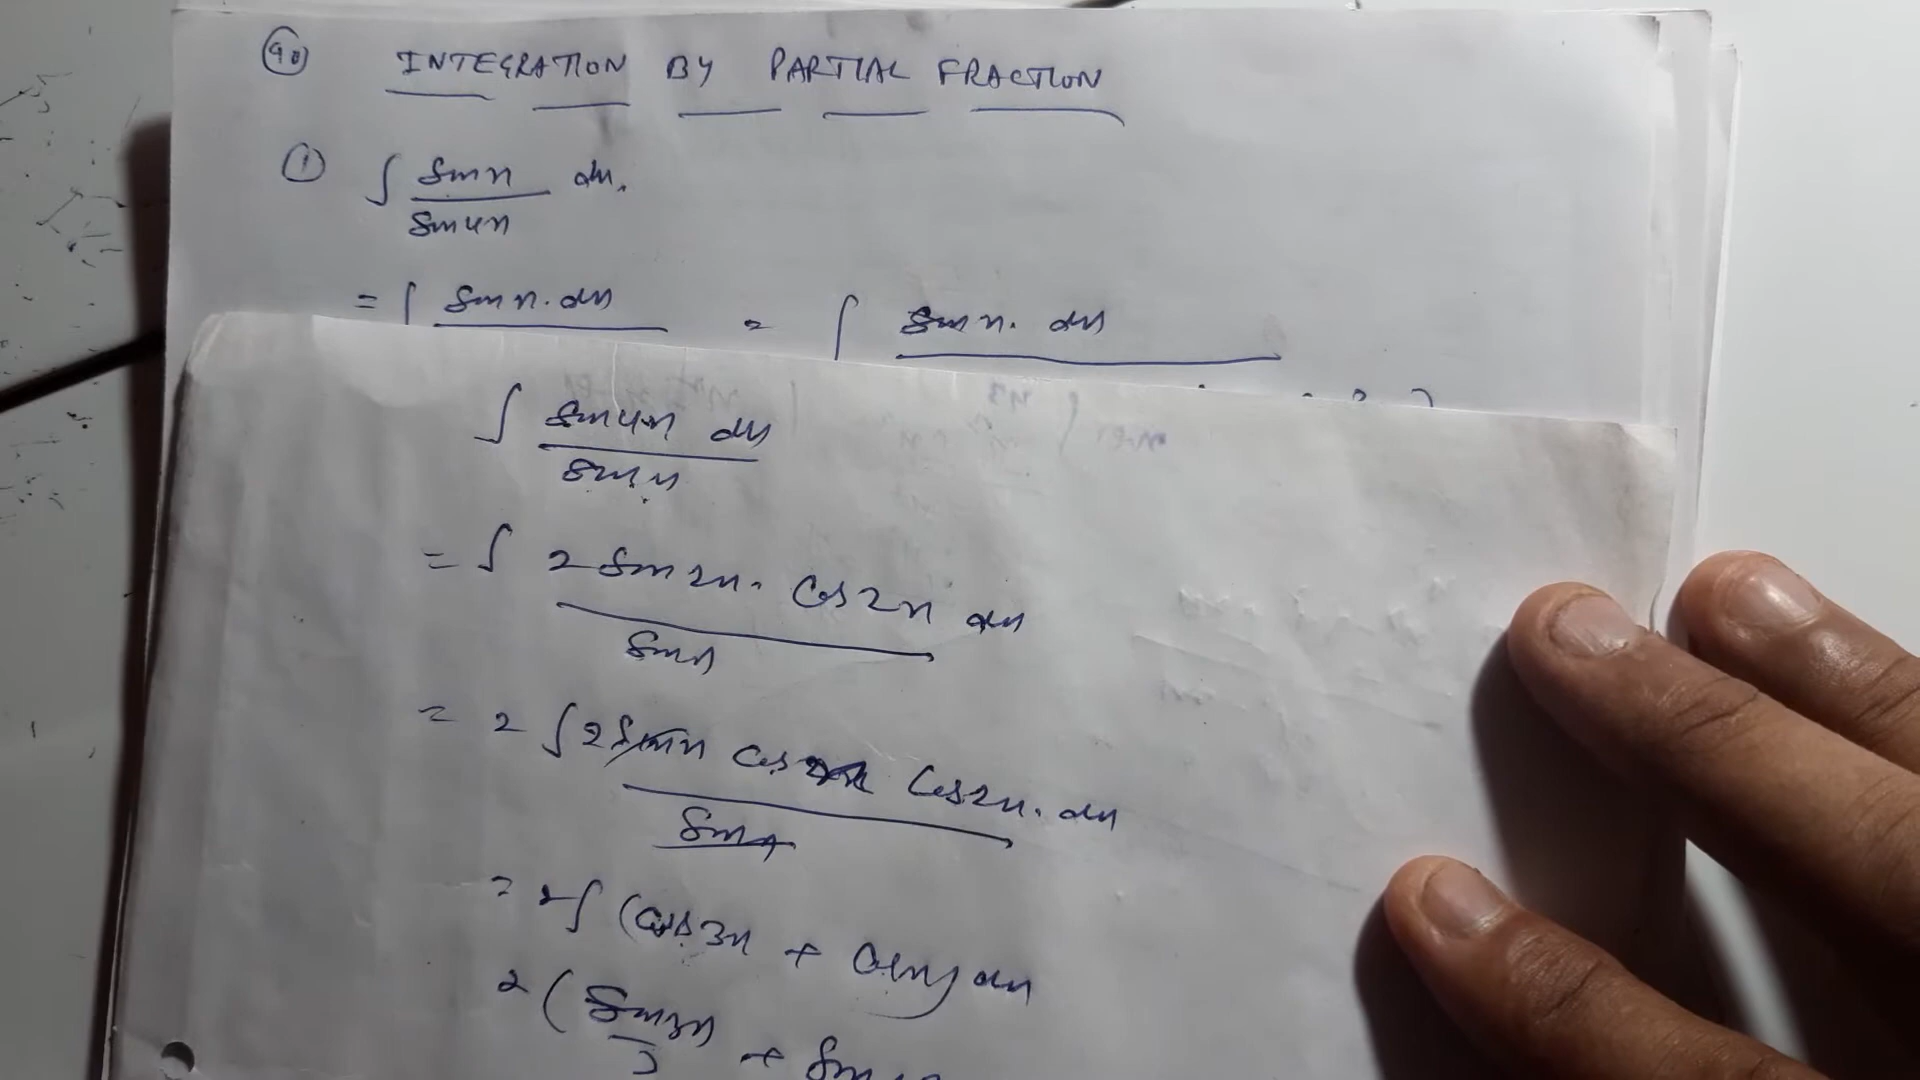 90 INTEGRATION BY PARTIAL FRACTION
① ∫ sin x / sin 4x dx.
= ∫ sin x. dx = ∫ sin x. dx
∫ sin 4x dx / sin x
= ∫ 2 sin 2x. cos 2x dx / sin x
= 2 ∫ 2 sin x cos x cos 2x. dx / sin x
= 2 ∫ (cos 3x + cos x) dx
2 ( sin 3x / 3 + sin